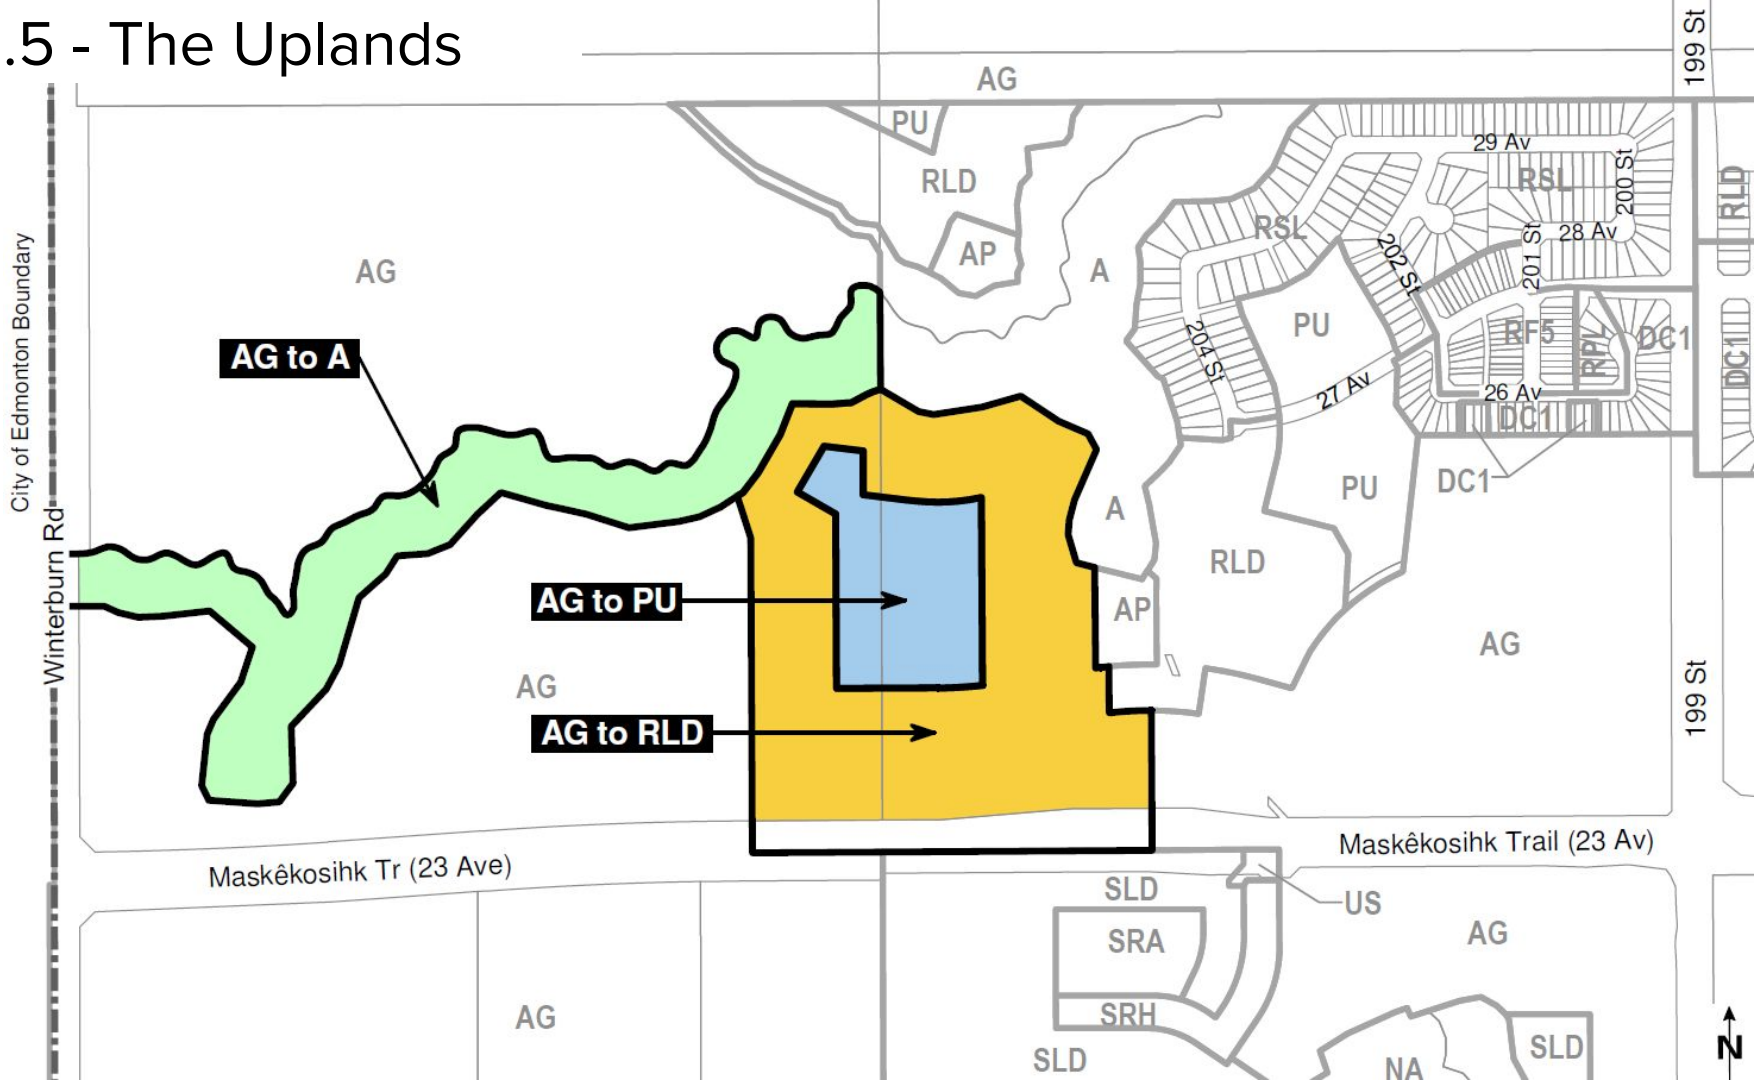 .5 - The Uplands
199 St
AG
PU
29 Av
RLD
RSL
200 St
RLD
AP
RSL
28 Av
201 St
202 St
AG
A
City of Edmonton Boundary
PU
RF5
RPL
DC1
DC1
204 St
AG to A
27 Av
26 Av
DC1
DC1
PU
A
Winterburn Rd
RLD
AG to PU
AP
AG
AG
199 St
AG to RLD
Maskêkosihk Trail (23 Av)
Maskêkosihk Tr (23 Ave)
SLD
US
SRA
AG
SRH
AG
SLD
SLD
NA
N